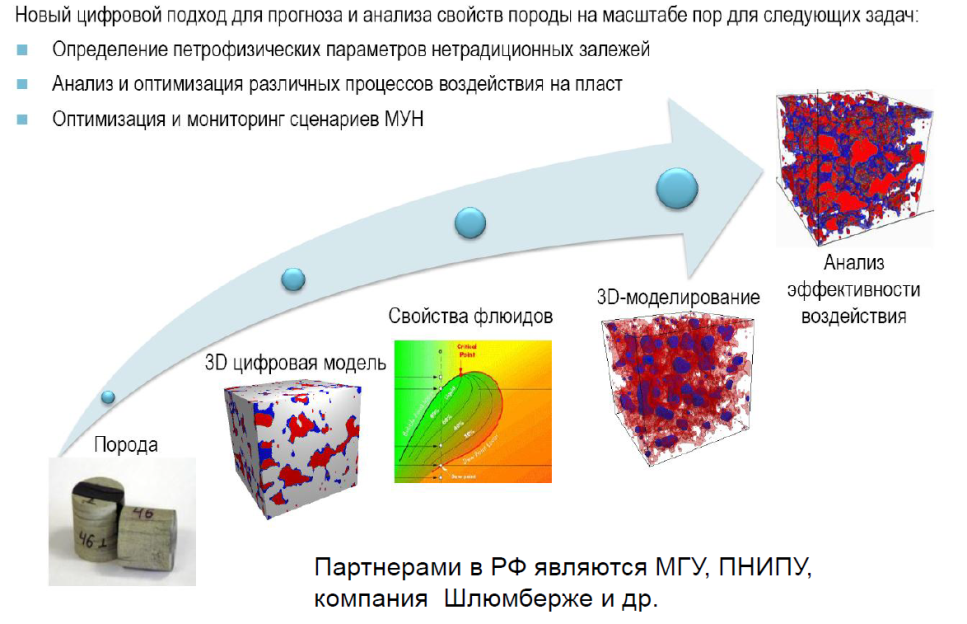 Новый цифровой подход для прогноза и анализа свойств породы на масштабе пор для следующих задач:
Определение петрофизических параметров нетрадиционных залежей
Анализ и оптимизация различных процессов воздействия на пласт
Оптимизация и мониторинг сценариев МУН
Анализ
эффективности
воздействия
3D-моделирование
Свойства флюидов
Critical
Point
3D цифровая модель
Порода
46
46
Партнерами в РФ являются МГУ, ПНИПУ,
компания Шлюмберже и др.